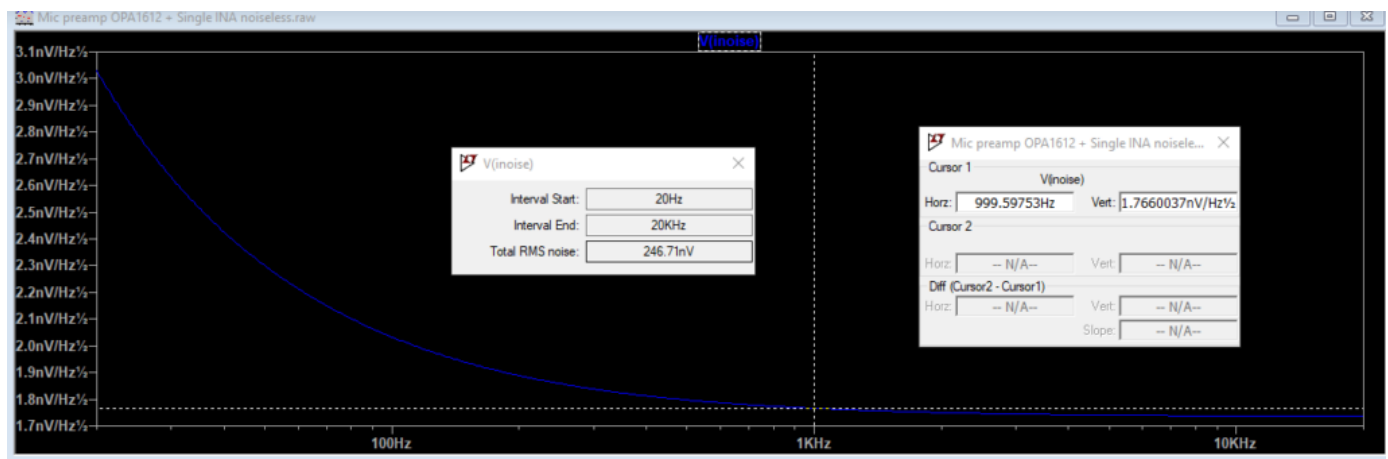 Mic preamp OPA1612 + Single INA noiseless.raw
V(inoise)
3.1nV/Hz½
3.0nV/Hz½
2.9nV/Hz½
2.8nV/Hz½
2.7nV/Hz½
2.6nV/Hz½
2.5nV/Hz½
2.4nV/Hz½
2.3nV/Hz½
2.2nV/Hz½
2.1nV/Hz½
2.0nV/Hz½
1.9nV/Hz½
1.8nV/Hz½
1.7nV/Hz½
100Hz 1KHz 10KHz
V(inoise)
Interval Start: 20Hz
Interval End: 20KHz
Total RMS noise: 246.71nV
Mic preamp OPA1612 + Single INA noisele...
Cursor 1
V(inoise)
Horz: 999.59753Hz Vert: 1.7660037nV/Hz½
Cursor 2
Horz: -- N/A-- Vert: -- N/A--
Diff (Cursor2 - Cursor1)
Horz: -- N/A-- Vert: -- N/A--
Slope: -- N/A--